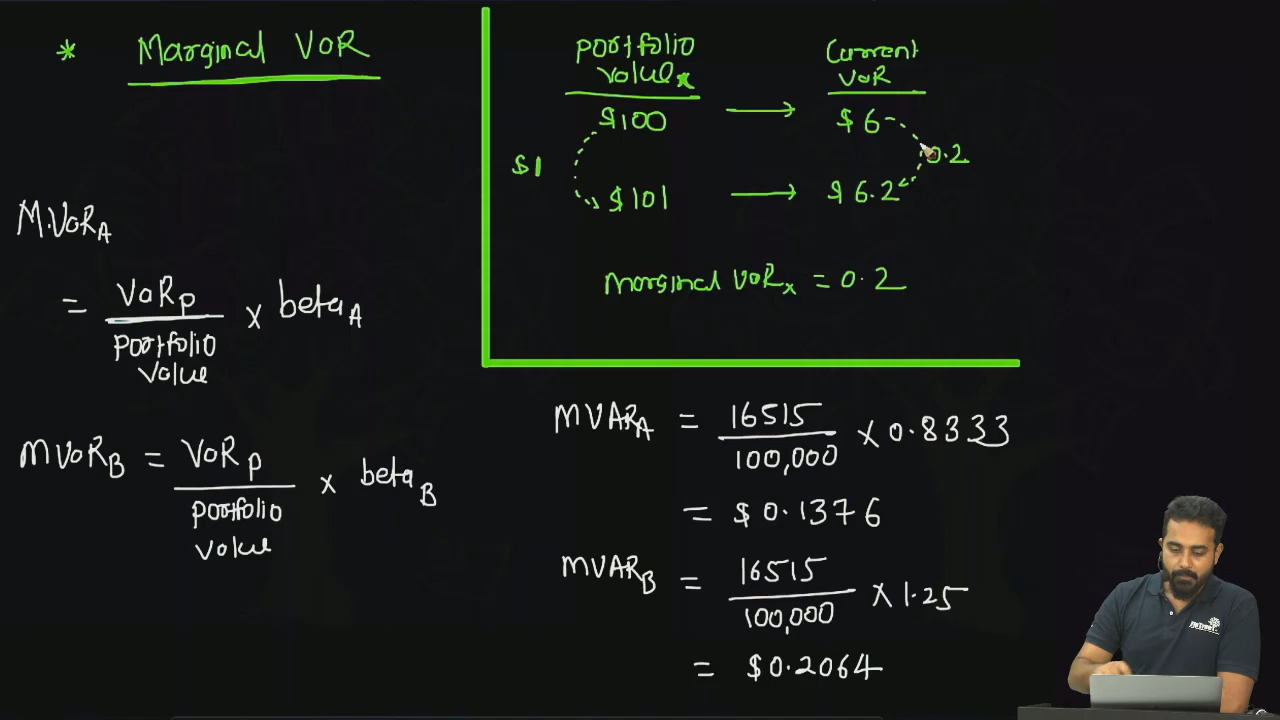 * Marginal VaR
M.VaR_A
= VaR_P / portfolio value × beta_A
MVaR_B = VaR_P / portfolio value × beta_B
portfolio value_x Current VaR
$100 → $6
$1 0.2
$101 → $6.2
marginal VaR_x = 0.2
MVAR_A = 16515 / 100,000 × 0.8333
= $0.1376
MVAR_B = 16515 / 100,000 × 1.25
= $0.2064